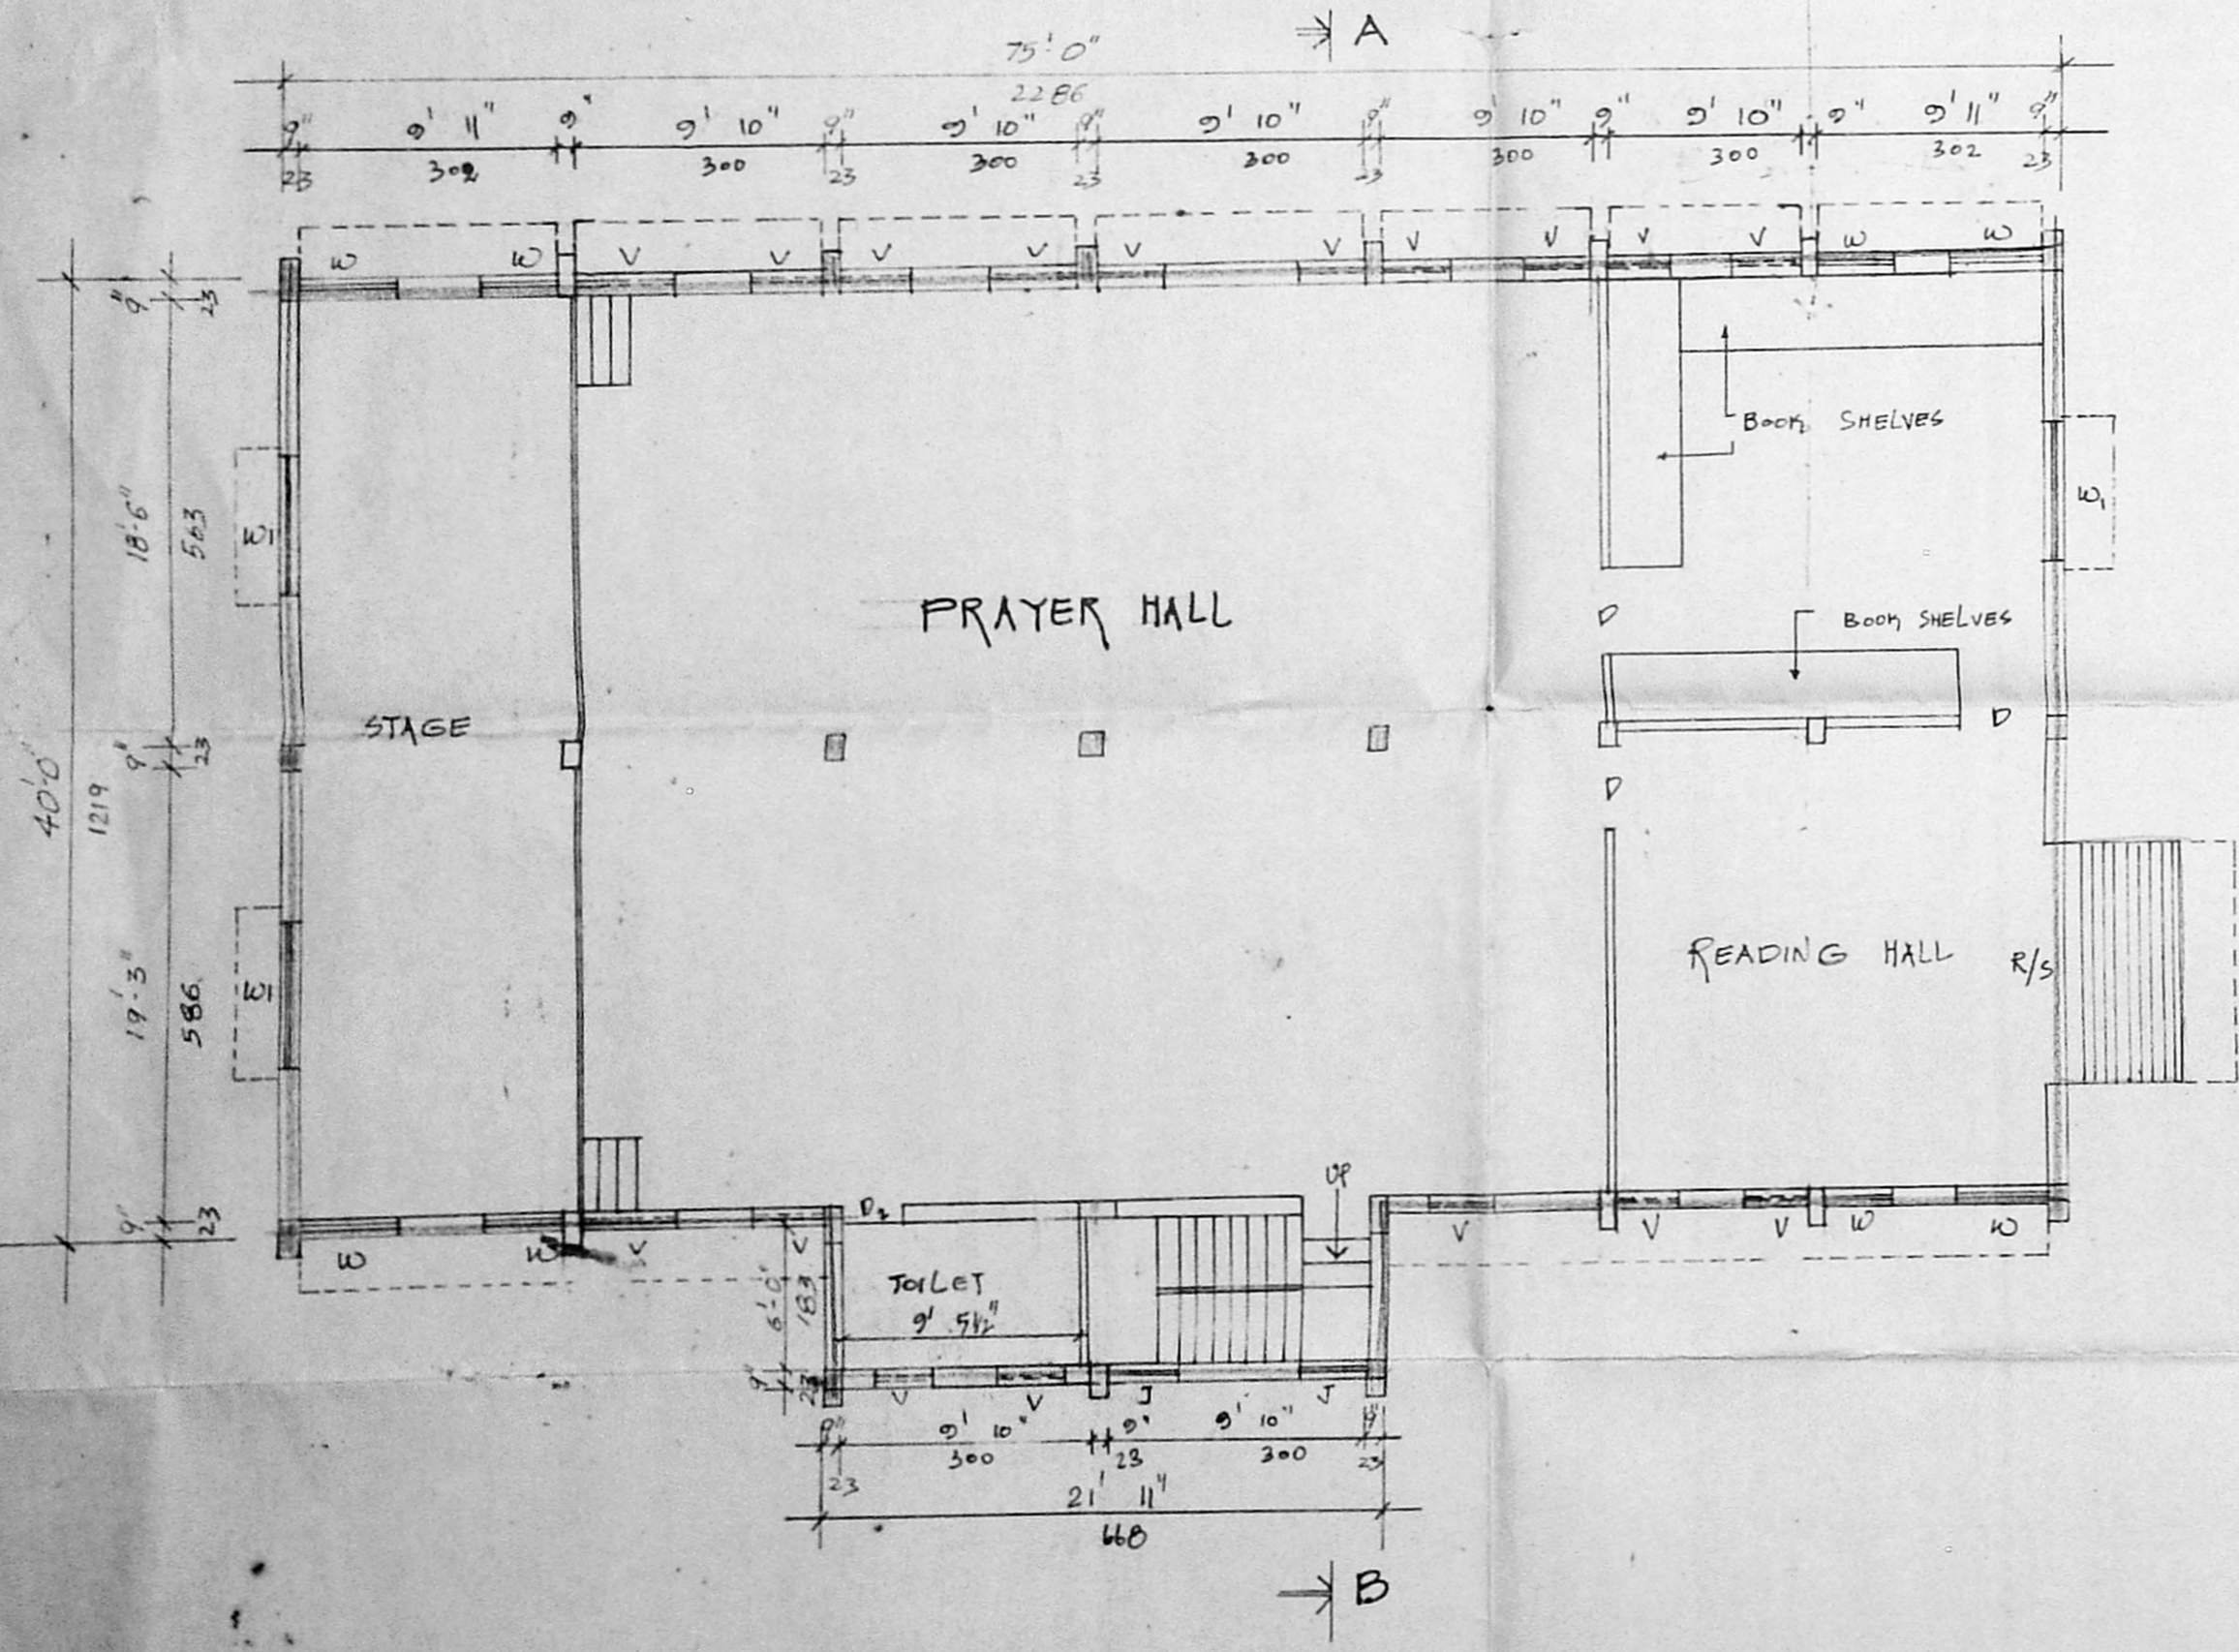 A
75'-0"
2286
9" 9' 11" 9" 9' 10" 9" 9' 10" 9" 9' 10" 9" 9' 10" 9" 9' 10" 9" 9' 11" 9"
23 302 300 23 300 23 300 23 300 300 302 23
W W V V V V V V V V V V W W
9" 23
BOOK SHELVES
W1
18'-6" 563
W1
PRAYER HALL
D
BOOK SHELVES
STAGE
D
9" 23
D
40'-0" 1219
READING HALL R/S
19'-3" 586
W1
UP
D2
9" 23
W W V V V V V W W
6'-0" 183
TOILET
9' 5½"
9" 23
V V J J
9" 9' 10" 9" 9' 10" 9"
23 300 23 300 23
21' 11"
668
B